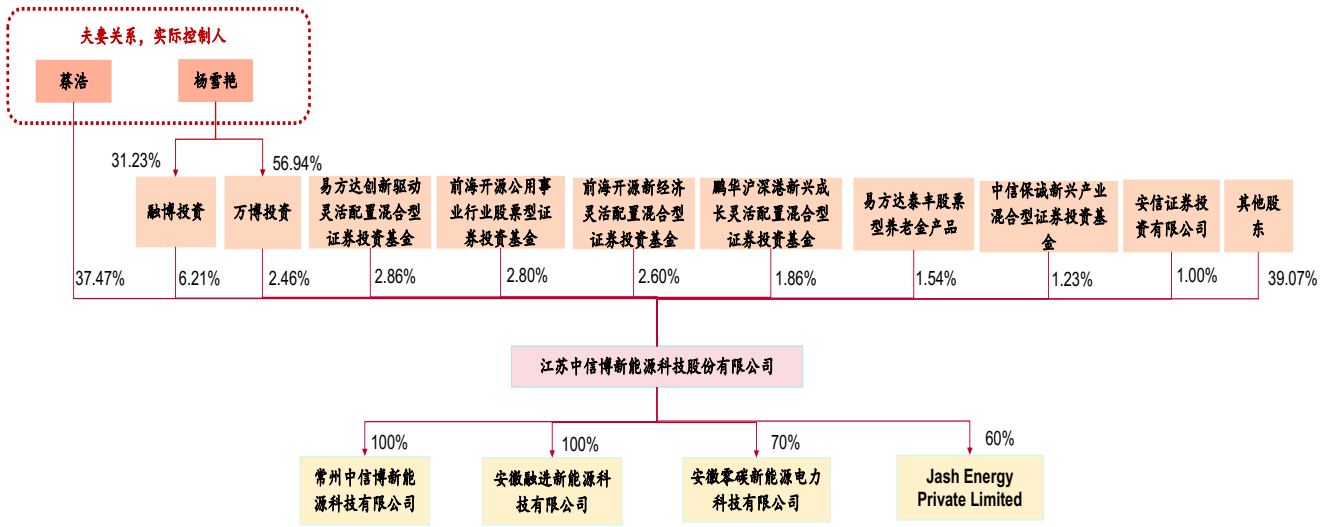 夫妻关系，实际控制人
蔡浩
杨雪艳
31.23%
56.94%
融博投资
万博投资
易方达创新驱动
灵活配置混合型
证券投资基金
前海开源公用事
业行业股票型证
券投资基金
前海开源新经济
灵活配置混合型
证券投资基金
鹏华沪深港新兴成
长灵活配置混合型
证券投资基金
易方达泰丰股票
型养老金产品
中信保诚新兴产业
混合型证券投资基
金
安信证券投
资有限公司
其他股
东
37.47%
6.21%
2.46%
2.86%
2.80%
2.60%
1.86%
1.54%
1.23%
1.00%
39.07%
江苏中信博新能源科技股份有限公司
100%
100%
70%
60%
常州中信博新能
源科技有限公司
安徽融进新能源科
技有限公司
安徽零碳新能源电力
科技有限公司
Jash Energy
Private Limited